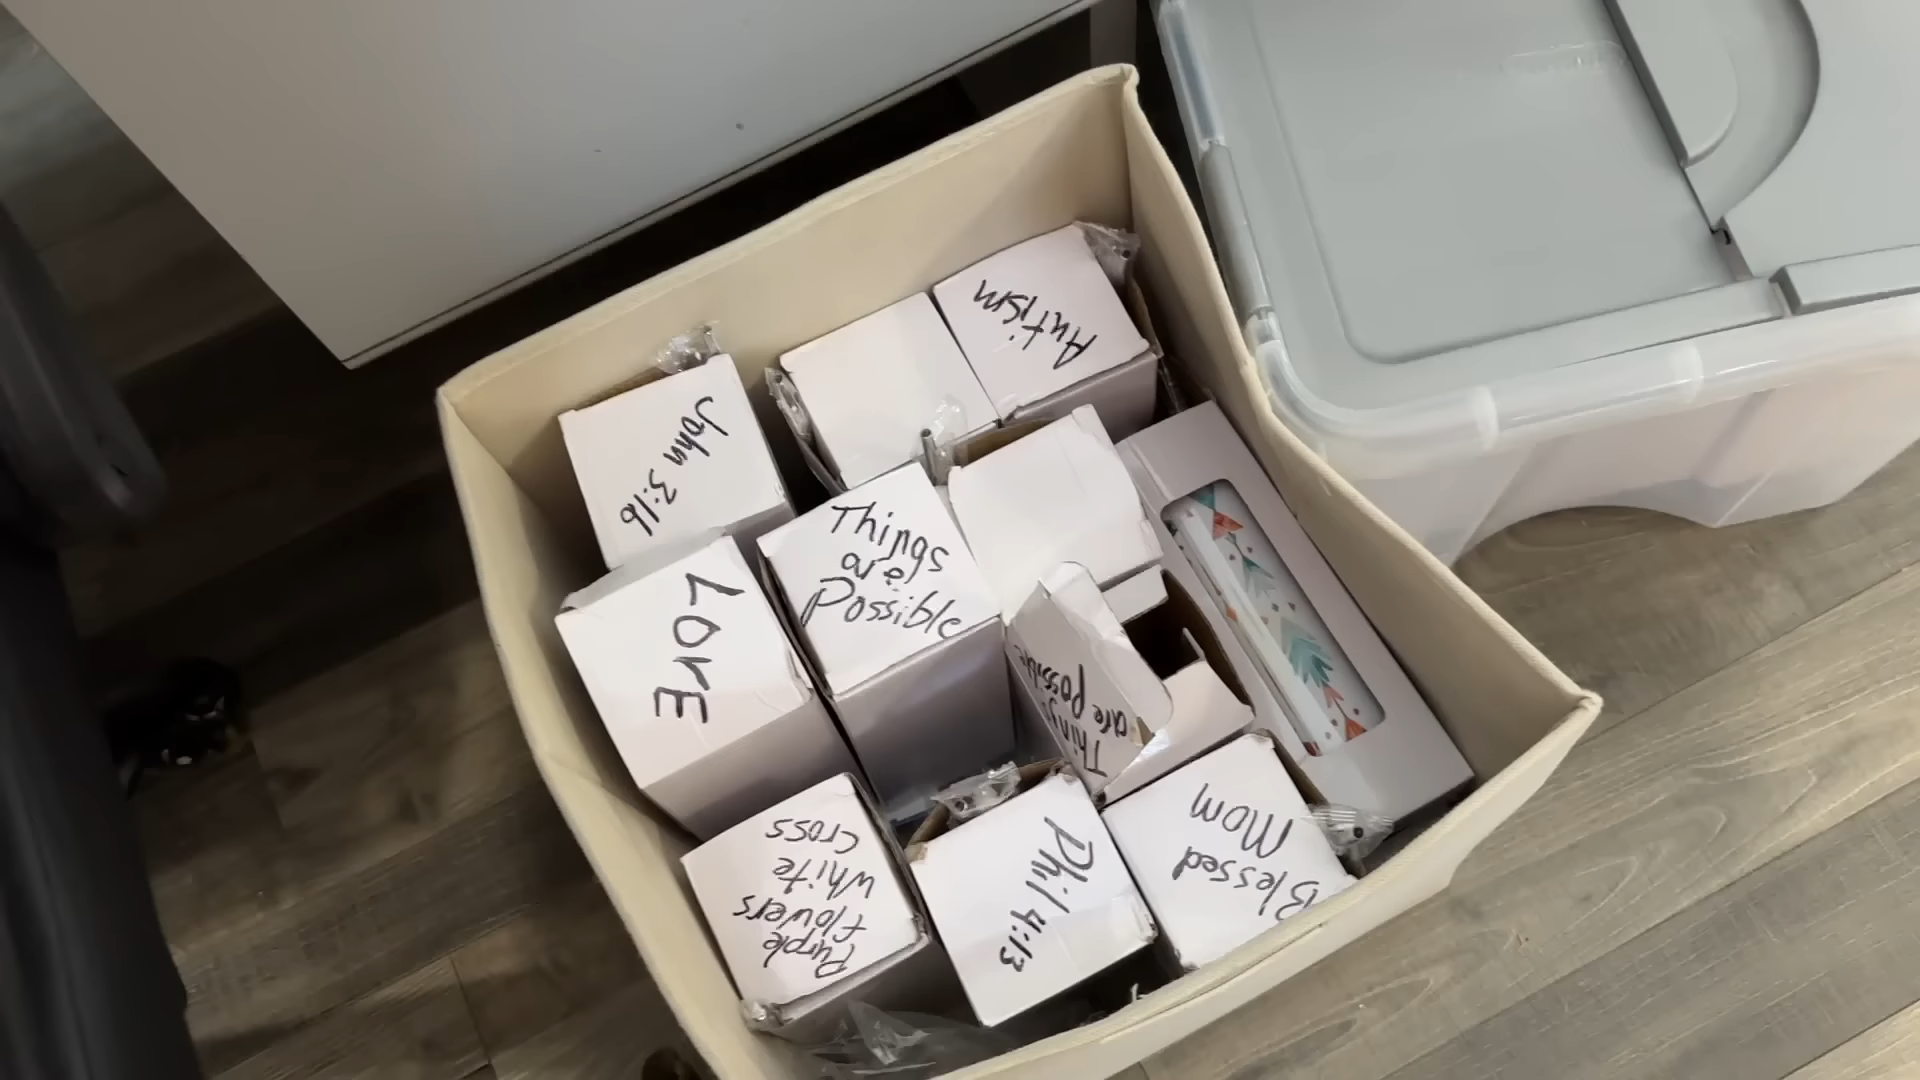 Autism
John 3:16
Things
are
Possible
LOVE
Things
are possible
Blessed
Mom
Phil 4:13
Purple
flowers
white
cross